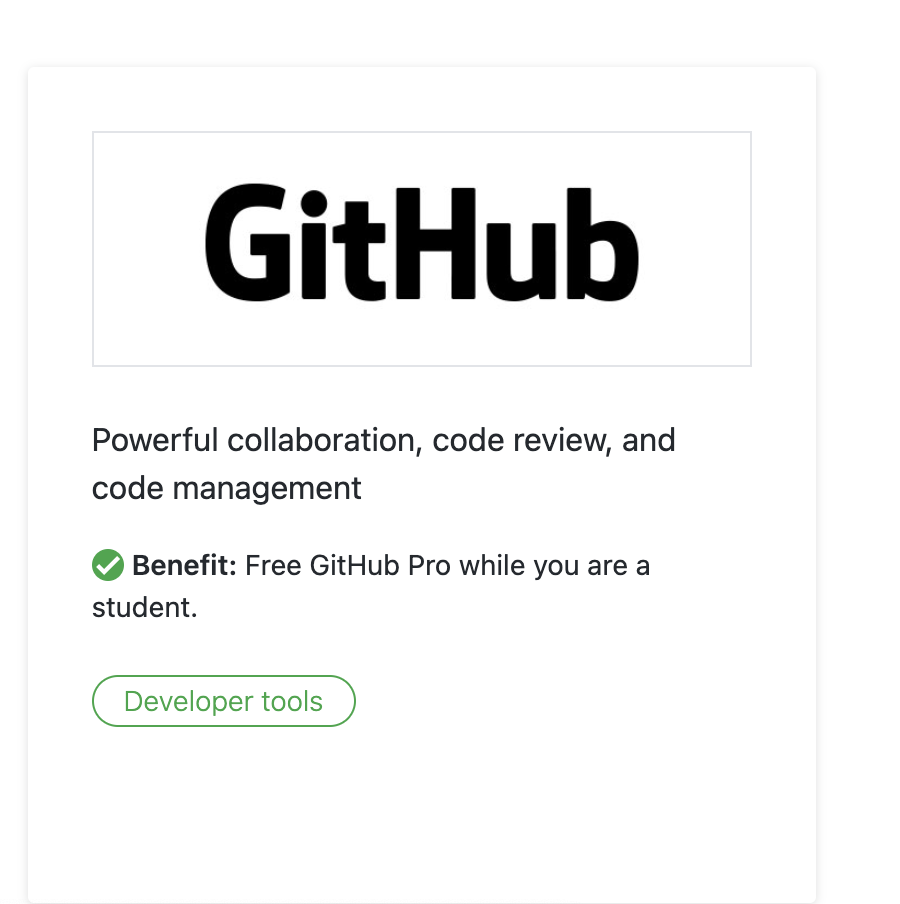 GitHub
Powerful collaboration, code review, and
code management
Benefit: Free GitHub Pro while you are a
student.
Developer tools